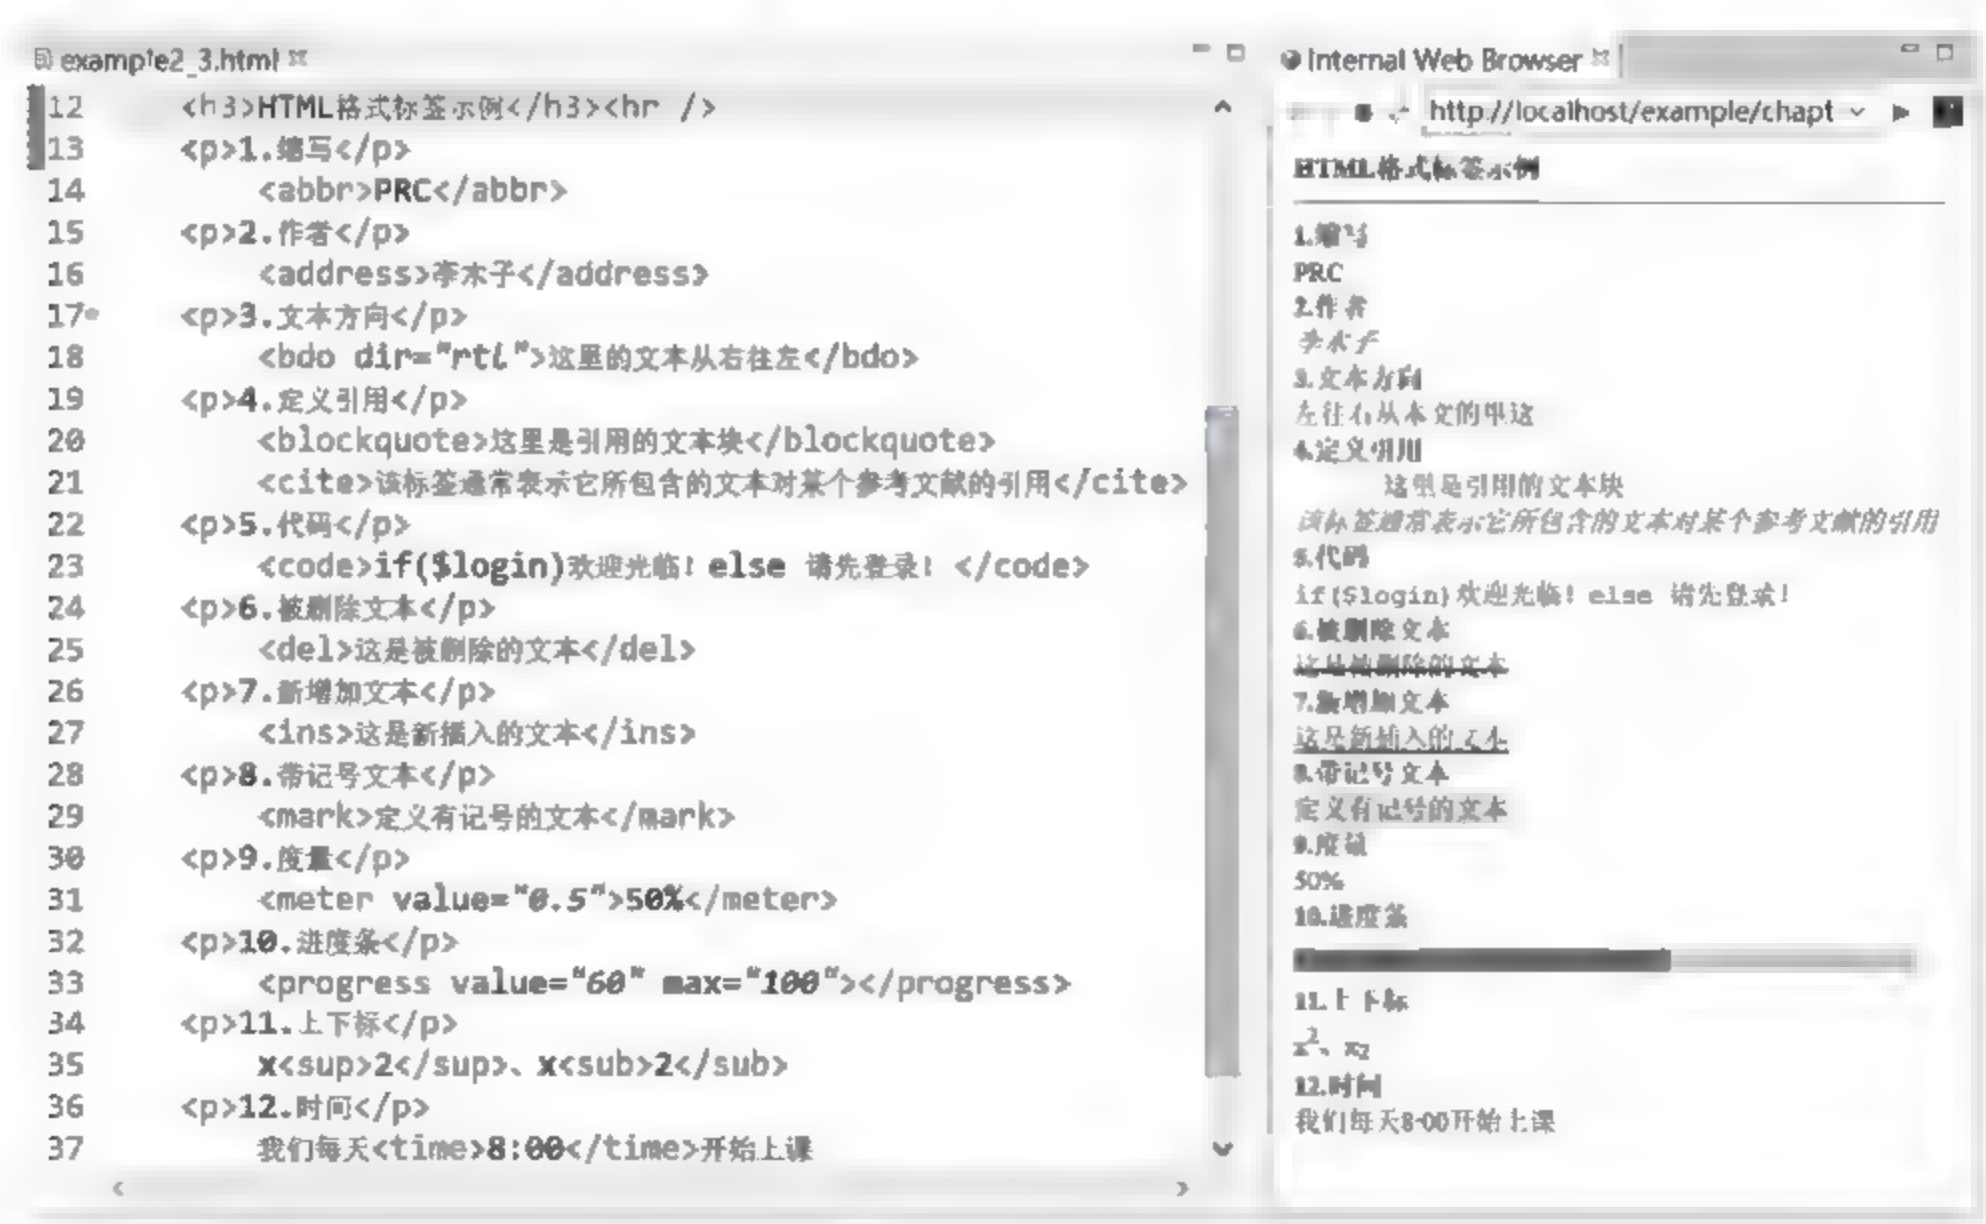 example2_3.html
12 <h3>HTML格式标签示例</h3><hr />
13 <p>1.缩写</p>
14 <abbr>PRC</abbr>
15 <p>2.作者</p>
16 <address>李木子</address>
17 <p>3.文本方向</p>
18 <bdo dir="rtl">这里的文本从右往左</bdo>
19 <p>4.定义引用</p>
20 <blockquote>这里是引用的文本块</blockquote>
21 <cite>该标签通常表示它所包含的文本对某个参考文献的引用</cite>
22 <p>5.代码</p>
23 <code>if($login)欢迎光临! else 请先登录! </code>
24 <p>6.被删除文本</p>
25 <del>这是被删除的文本</del>
26 <p>7.新增加文本</p>
27 <ins>这是新插入的文本</ins>
28 <p>8.带记号文本</p>
29 <mark>定义有记号的文本</mark>
30 <p>9.度量</p>
31 <meter value="0.5">50%</meter>
32 <p>10.进度条</p>
33 <progress value="60" max="100"></progress>
34 <p>11.上下标</p>
35 x<sup>2</sup>、x<sub>2</sub>
36 <p>12.时间</p>
37 我们每天<time>8:00</time>开始上课
Internal Web Browser
http://localhost/example/chapt
HTML格式标签示例
1.缩写
PRC
2.作者
李木子
3.文本方向
左往右从本文的里这
4.定义引用
这里是引用的文本块
该标签通常表示它所包含的文本对某个参考文献的引用
5.代码
if($login)欢迎光临! else 请先登录!
6.被删除文本
这是被删除的文本
7.新增加文本
这是新插入的文本
8.带记号文本
定义有记号的文本
9.度量
50%
10.进度条
11.上下标
x²、x₂
12.时间
我们每天8:00开始上课